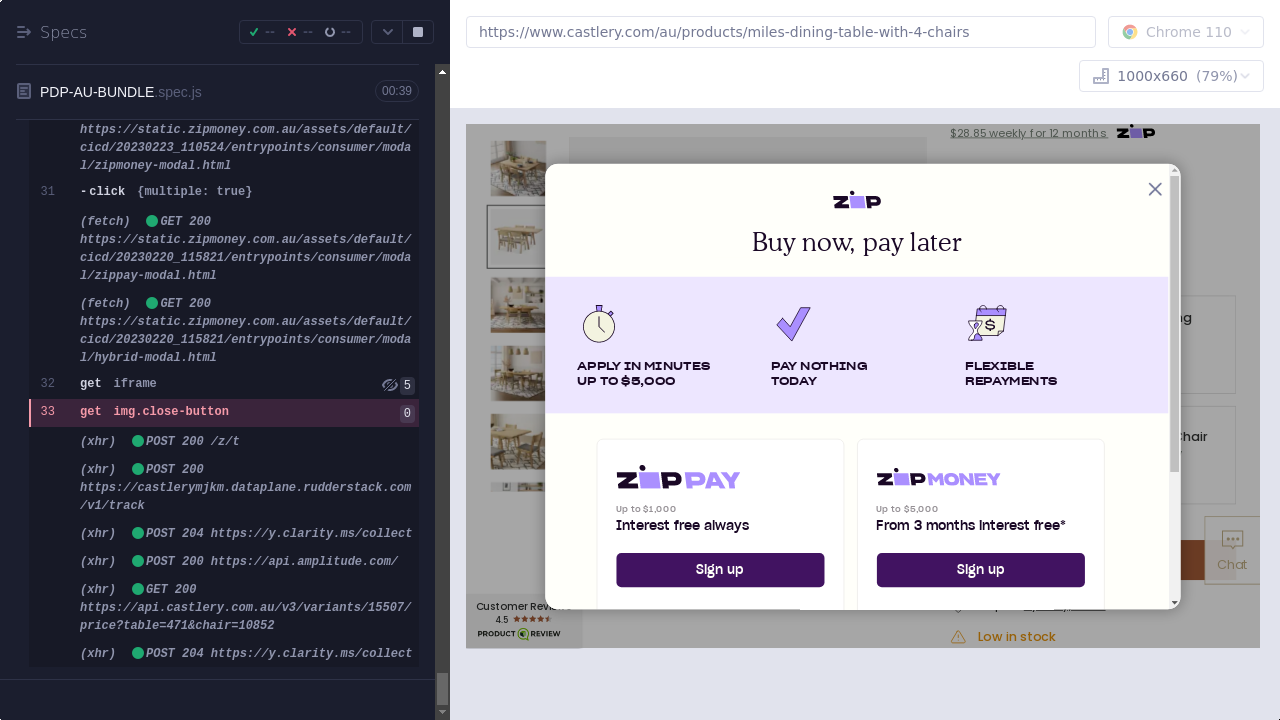 Specs
--
--
--
https://www.castlery.com/au/products/miles-dining-table-with-4-chairs
Chrome 110
1000x660 (79%)
PDP-AU-BUNDLE.spec.js
00:39
https://static.zipmoney.com.au/assets/default/
cicd/20230223_110524/entrypoints/consumer/moda
l/zipmoney-modal.html
31 -click {multiple: true}
(fetch) GET 200
https://static.zipmoney.com.au/assets/default/
cicd/20230220_115821/entrypoints/consumer/moda
l/zippay-modal.html
(fetch) GET 200
https://static.zipmoney.com.au/assets/default/
cicd/20230220_115821/entrypoints/consumer/moda
l/hybrid-modal.html
32 get iframe 5
33 get img.close-button 0
(xhr) POST 200 /z/t
(xhr) POST 200
https://castlerymjkm.dataplane.rudderstack.com
/v1/track
(xhr) POST 204 https://y.clarity.ms/collect
(xhr) POST 200 https://api.amplitude.com/
(xhr) GET 200
https://api.castlery.com.au/v3/variants/15507/
price?table=471&chair=10852
(xhr) POST 204 https://y.clarity.ms/collect
$28.85 weekly for 12 months ZIP
ZIP
Buy now, pay later
APPLY IN MINUTES
UP TO $5,000
PAY NOTHING
TODAY
FLEXIBLE
REPAYMENTS
ZIP PAY
Up to $1,000
Interest free always
Sign up
ZIP MONEY
Up to $5,000
From 3 months interest free*
Sign up
Chair
Chat
Customer
4.5
PRODUCT REVIEW
Low in stock